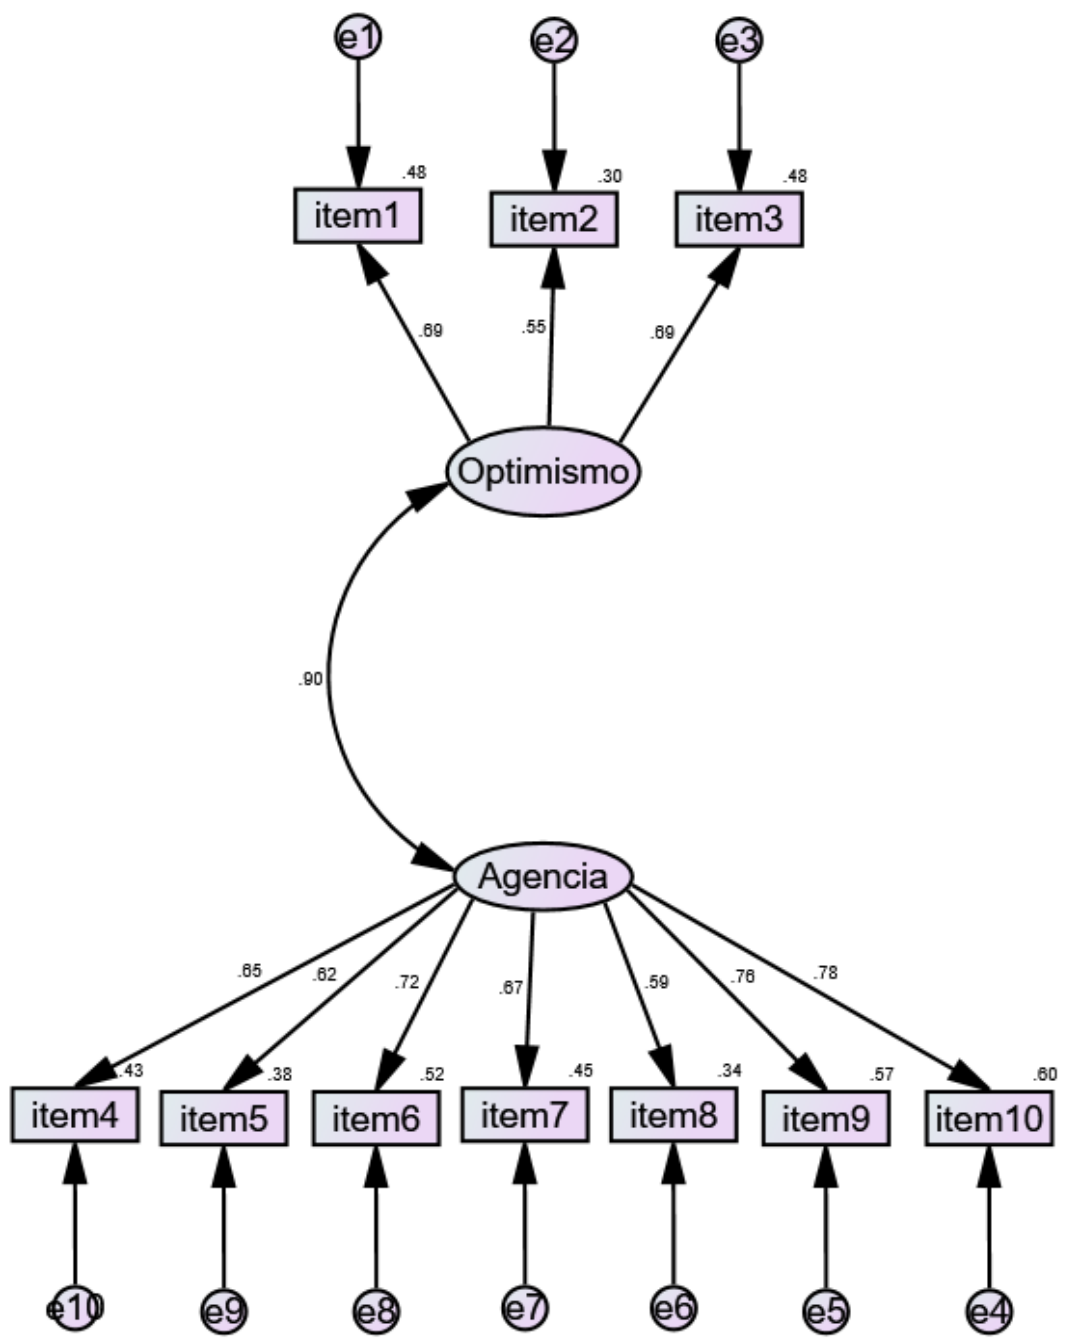 e1 e2 e3
.48 .30 .48
item1 item2 item3
.69 .55 .69
Optimismo
.90
Agencia
.65 .62 .72 .67 .59 .76 .78
.43 .38 .52 .45 .34 .57 .60
item4 item5 item6 item7 item8 item9 item10
e10 e9 e8 e7 e6 e5 e4